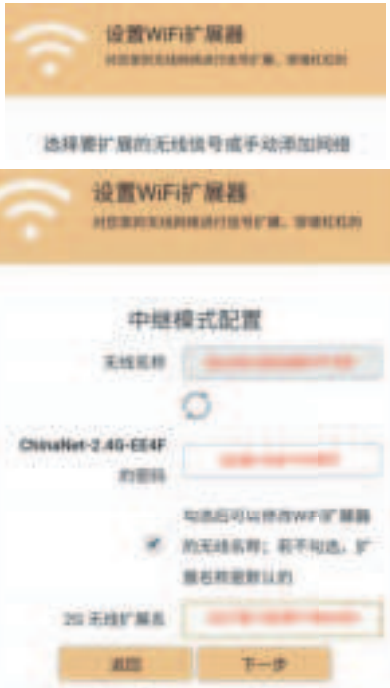 设置WiFi扩展器
对您家的无线网络进行信号扩展，穿墙杠杠的
选择要扩展的无线信号或手动添加网络
设置WiFi扩展器
对您家的无线网络进行信号扩展，穿墙杠杠的
中继模式配置
无线名称
ChinaNet-2.4G-EE4F
的密码
勾选后可以修改WiFi扩展器
的无线名称；若不勾选，扩
展名称是默认的
2G 无线扩展名
返回
下一步